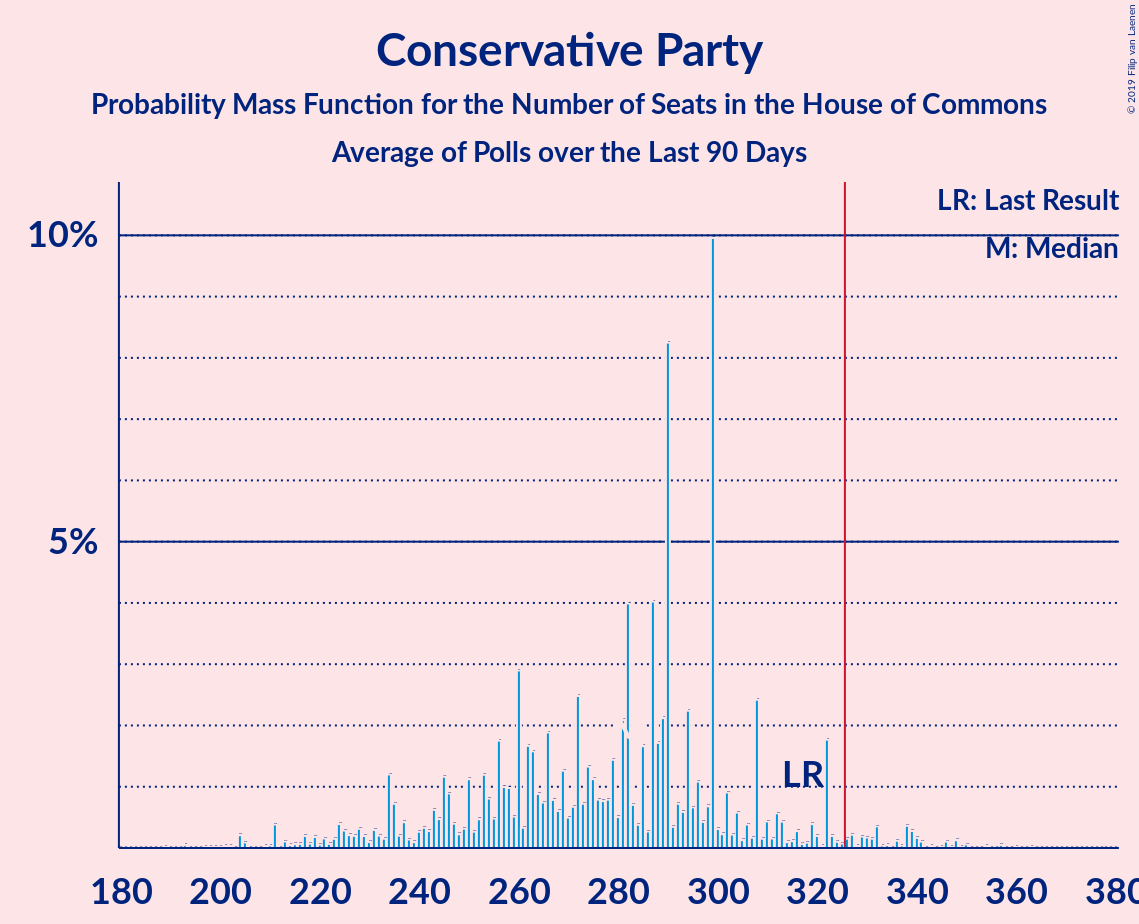 Conservative Party
Probability Mass Function for the Number of Seats in the House of Commons
Average of Polls over the Last 90 Days
© 2019 Filip van Laenen
LR: Last Result
M: Median
10%
5%
LR
180 200 220 240 260 280 300 320 340 360 380